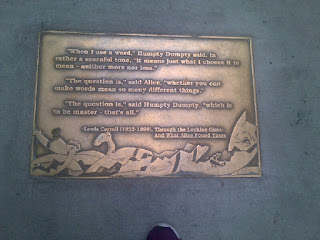 "When I use a word," Humpty Dumpty said, in
rather a scornful tone, "it means just what I choose it to
mean - neither more nor less."
"The question is," said Alice, "whether you can
make words mean so many different things."
"The question is," said Humpty Dumpty, "which is
to be master - that's all."
-Lewis Carroll (1832-1898), Through the Looking-Glass
And What Alice Found There